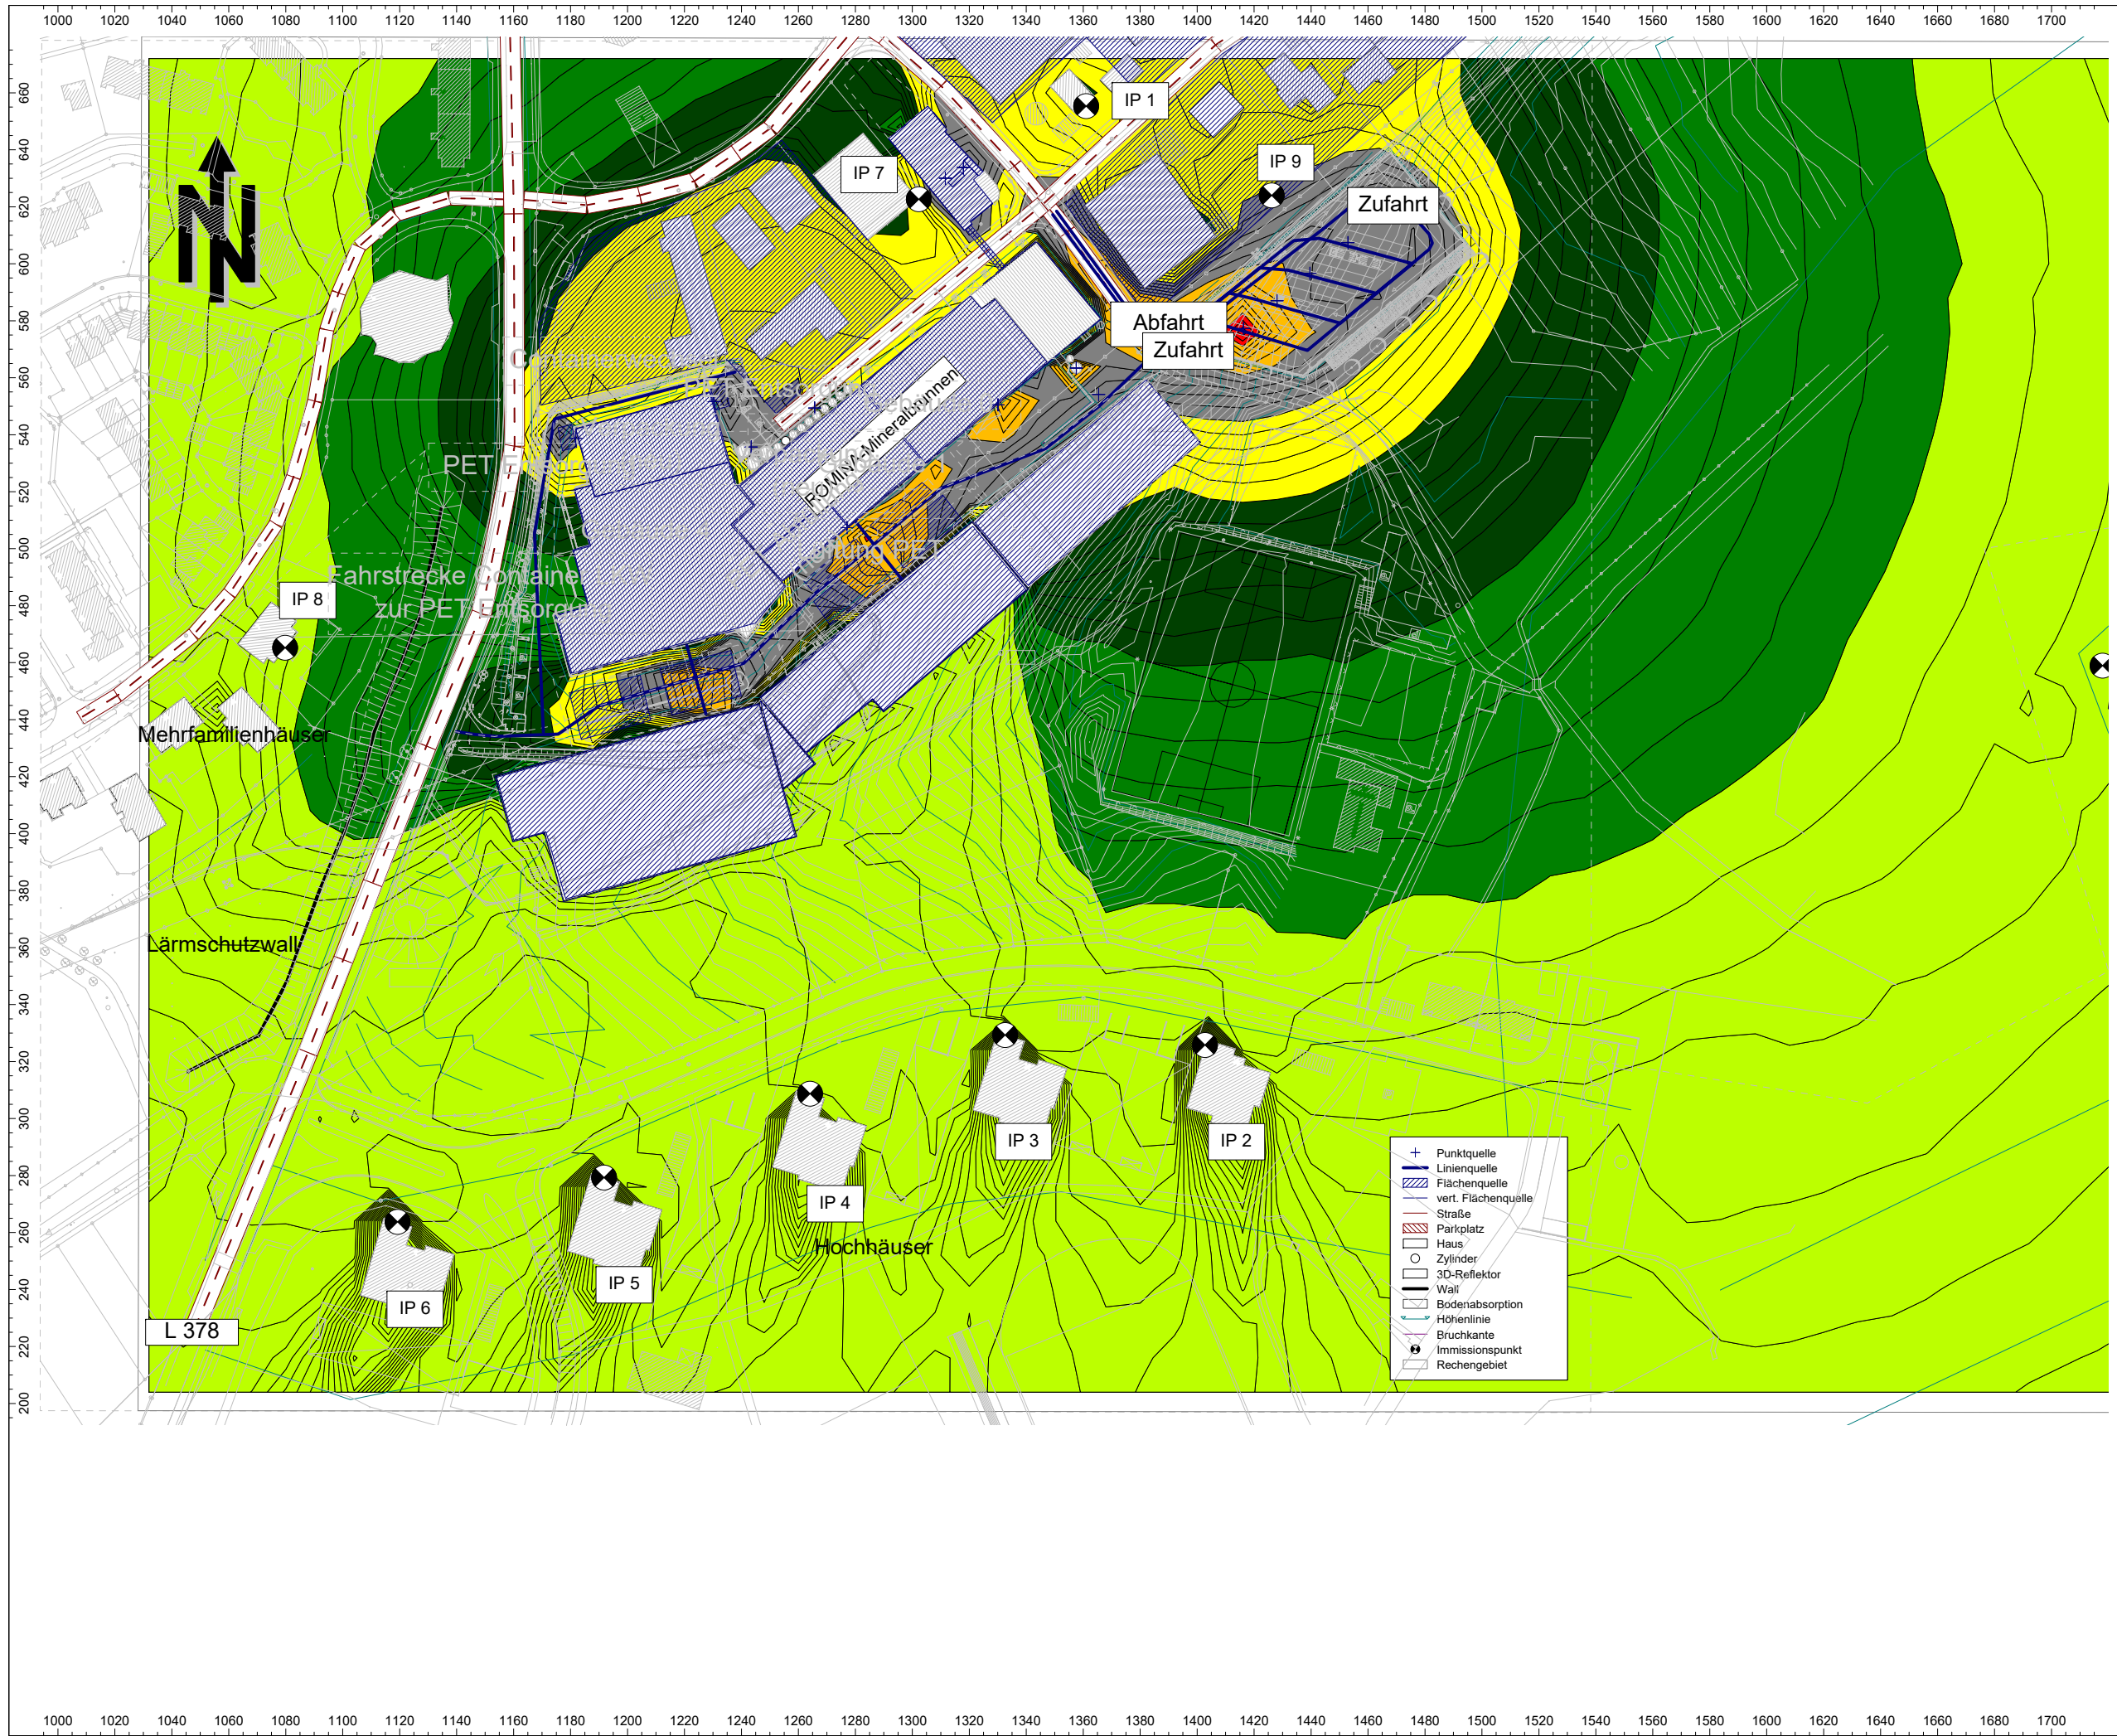 1000 1020 1040 1060 1080 1100 1120 1140 1160 1180 1200 1220 1240 1260 1280 1300 1320 1340 1360 1380 1400 1420 1440 1460 1480 1500 1520 1540 1560 1580 1600 1620 1640 1660 1680 1700
660
640
620
600
580
560
540
520
500
480
460
440
420
400
380
360
340
320
300
280
260
240
220
200
N
IP 1
IP 7
IP 9
Zufahrt
Abfahrt
Zufahrt
ROMINA-Mineralbrunnen
Fahrstrecke Container
zur PET Entsorgung
IP 8
Mehrfamilienhäuser
Lärmschutzwall
IP 3
IP 2
IP 4
Hochhäuser
IP 5
IP 6
L 378
Punktquelle
Linienquelle
Flächenquelle
vert. Flächenquelle
Straße
Parkplatz
Haus
Zylinder
3D-Reflektor
Wall
Bodenabsorption
Höhenlinie
Bruchkante
Immissionspunkt
Rechengebiet
1000 1020 1040 1060 1080 1100 1120 1140 1160 1180 1200 1220 1240 1260 1280 1300 1320 1340 1360 1380 1400 1420 1440 1460 1480 1500 1520 1540 1560 1580 1600 1620 1640 1660 1680 1700